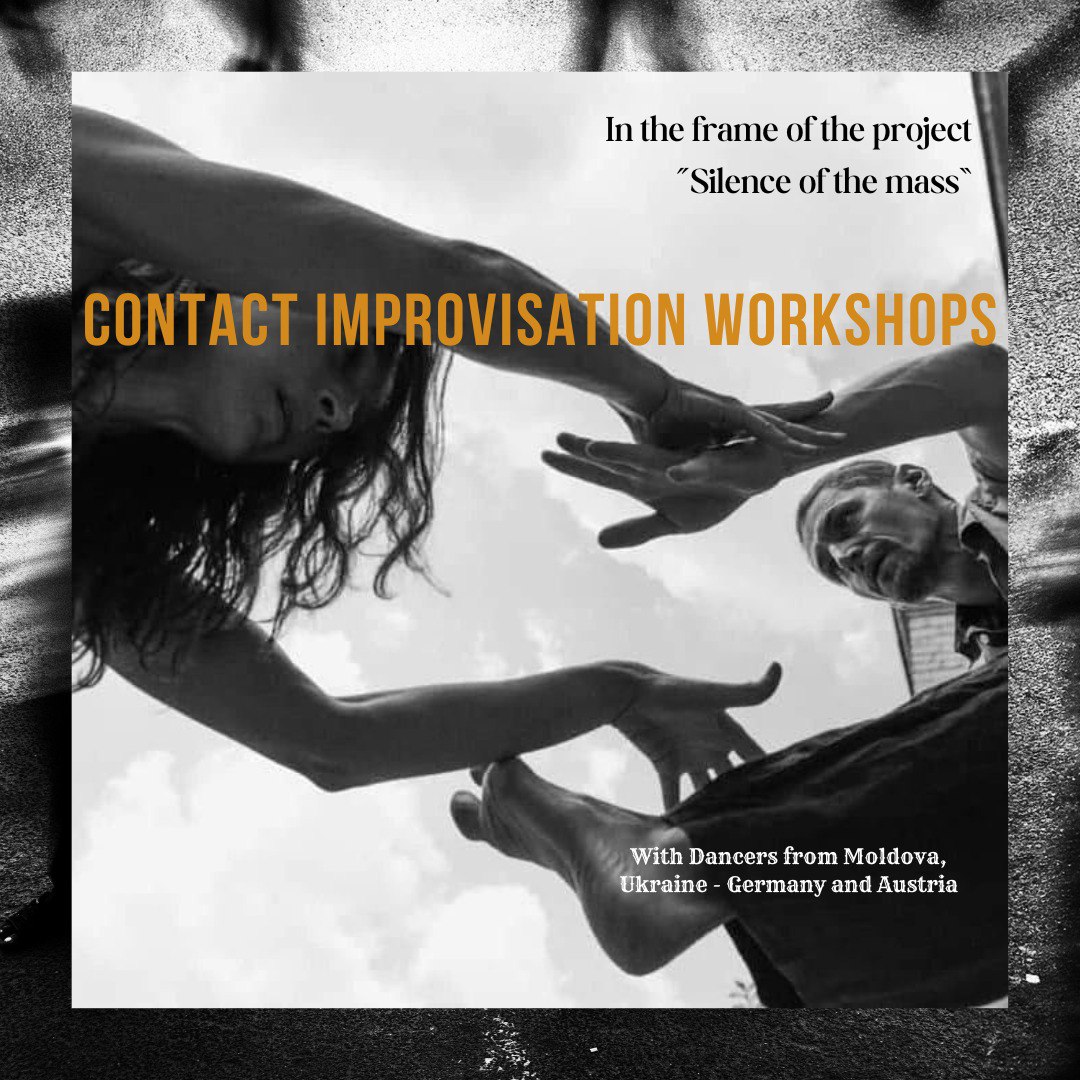 In the frame of the project
˝Silence of the mass‶
CONTACT IMPROVISATION WORKSHOPS
With Dancers from Moldova,
Ukraine - Germany and Austria